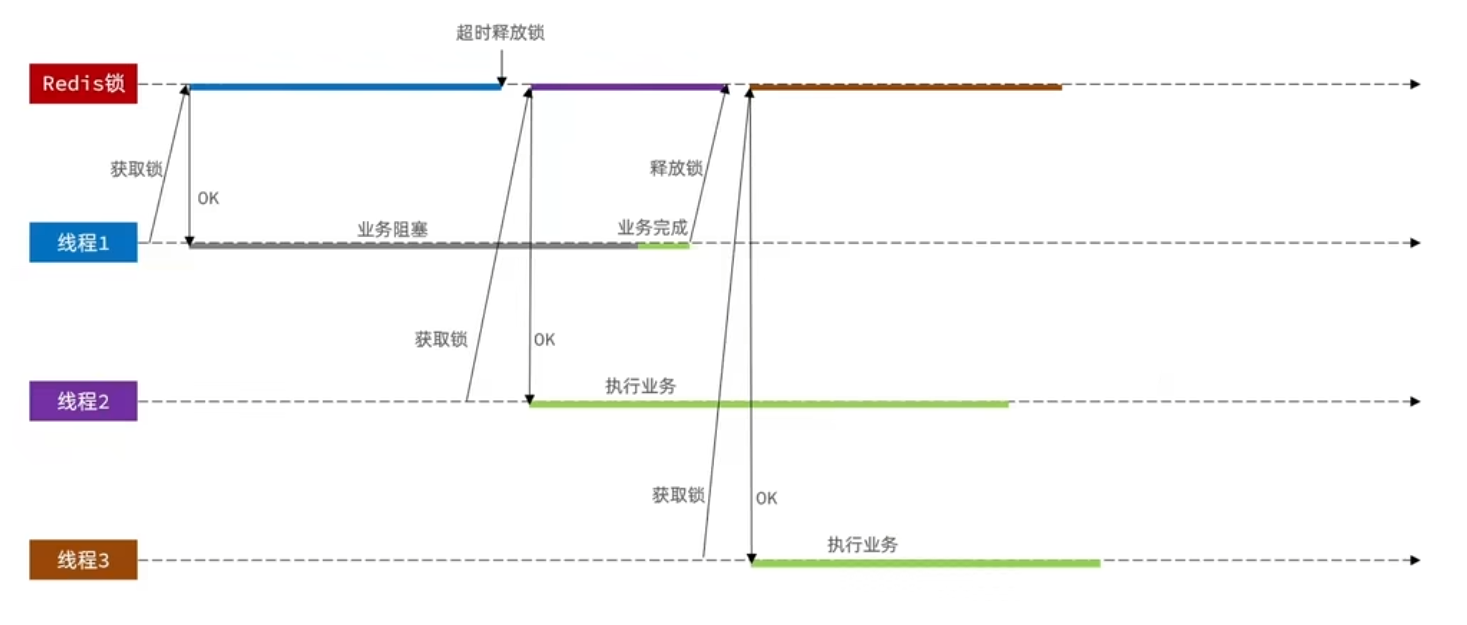 超时释放锁
Redis锁
获取锁
释放锁
OK
线程1
业务阻塞
业务完成
获取锁
OK
线程2
执行业务
获取锁
OK
线程3
执行业务